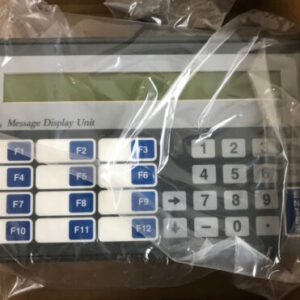 Message Display Unit
F1 F2 F3 1 2 3
F4 F5 F6 4 5 6
F7 F8 F9 → 7 8 9
F10 F11 F12 ↓ - 0 .